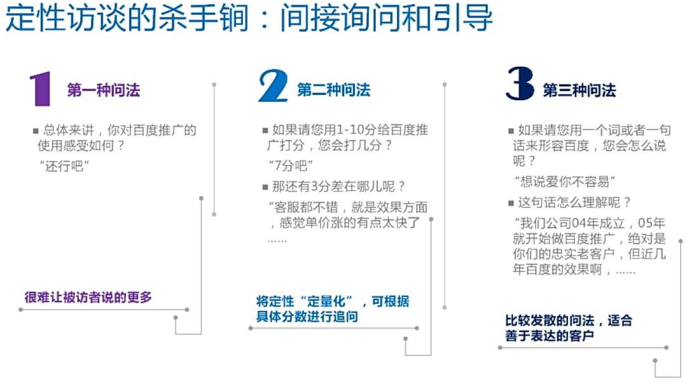 定性访谈的杀手锏：间接询问和引导
1 第一种问法
■ 总体来讲，你对百度推广的
使用感受如何？
“还行吧”
很难让被访者说的更多
2 第二种问法
■ 如果请您用1-10分给百度推
广打分，您会打几分？
“7分吧”
■ 那还有3分差在哪儿呢？
“客服都不错，就是效果方面
，感觉单价涨的有点太快了
……
将定性“定量化”，可根据
具体分数进行追问
3 第三种问法
■ 如果请您用一个词或者一句
话来形容百度，您会怎么说
呢？
“想说爱你不容易”
■ 这句话怎么理解呢？
“我们公司04年成立，05年
就开始做百度推广，绝对是
你们的忠实老客户，但近几
年百度的效果啊，……
比较发散的问法，适合
善于表达的客户